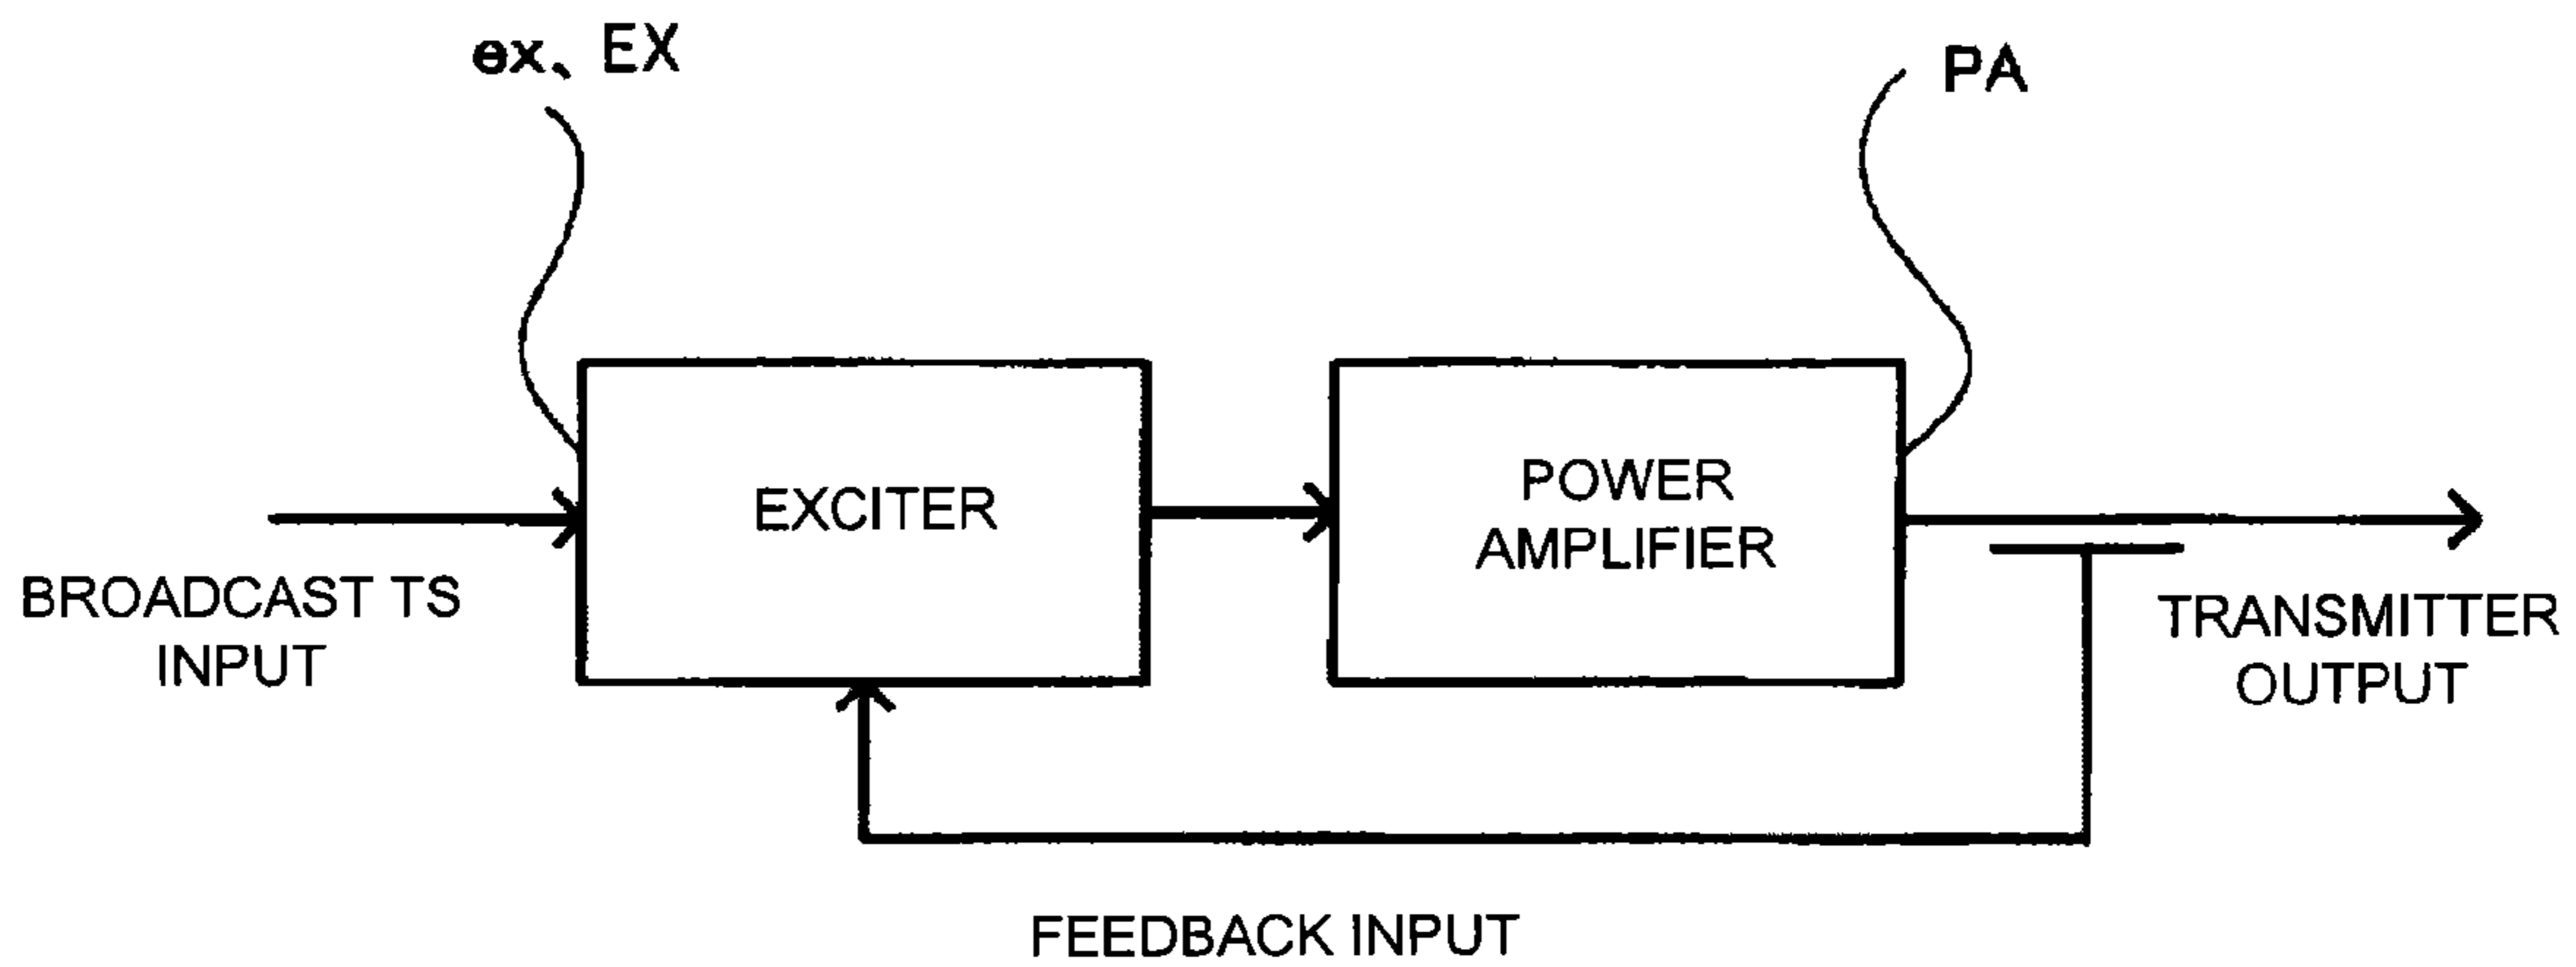 ex、EX
PA
EXCITER
POWER
AMPLIFIER
BROADCAST TS
INPUT
TRANSMITTER
OUTPUT
FEEDBACK INPUT